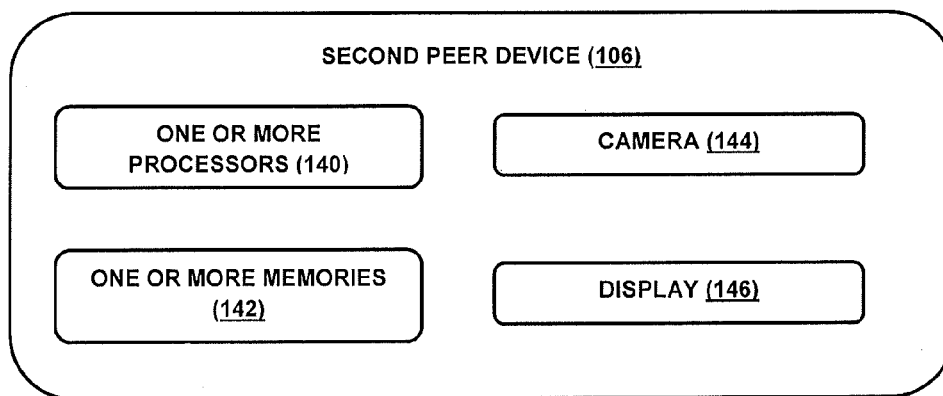 SECOND PEER DEVICE (106)
ONE OR MORE
PROCESSORS (140)
CAMERA (144)
ONE OR MORE MEMORIES
(142)
DISPLAY (146)